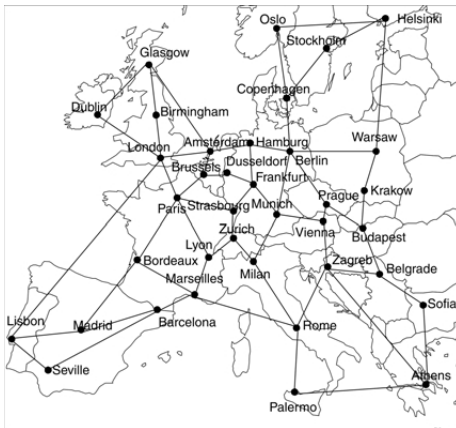 Oslo
Helsinki
Stockholm
Glasgow
Copenhagen
Dublin
Birmingham
Amsterdam
Hamburg
Warsaw
London
Berlin
Brussels
Dusseldorf
Frankfurt
Krakow
Paris
Strasbourg
Munich
Prague
Zurich
Vienna
Budapest
Lyon
Bordeaux
Milan
Zagreb
Belgrade
Marseilles
Lisbon
Madrid
Barcelona
Rome
Sofia
Seville
Athens
Palermo